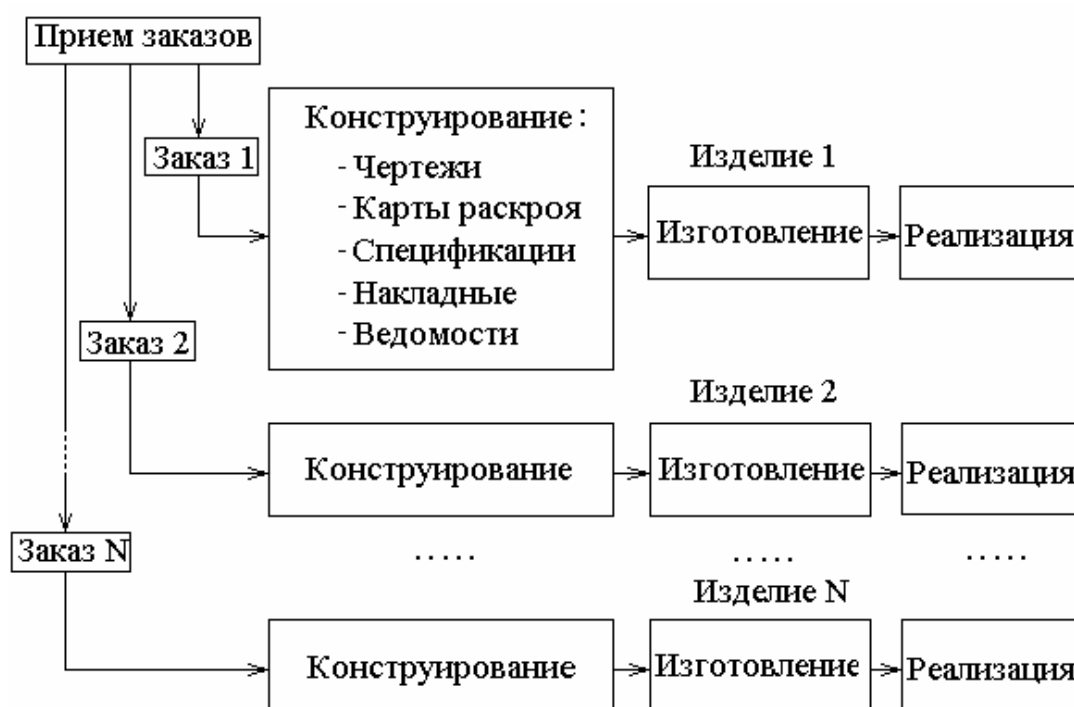 Прием заказов
Заказ 1
Конструирование:
- Чертежи
- Карты раскроя
- Спецификации
- Накладные
- Ведомости
Изделие 1
Изготовление
Реализация
Заказ 2
Изделие 2
Конструирование
Изготовление
Реализация
Заказ N
..... ..... .....
Изделие N
Конструирование
Изготовление
Реализация